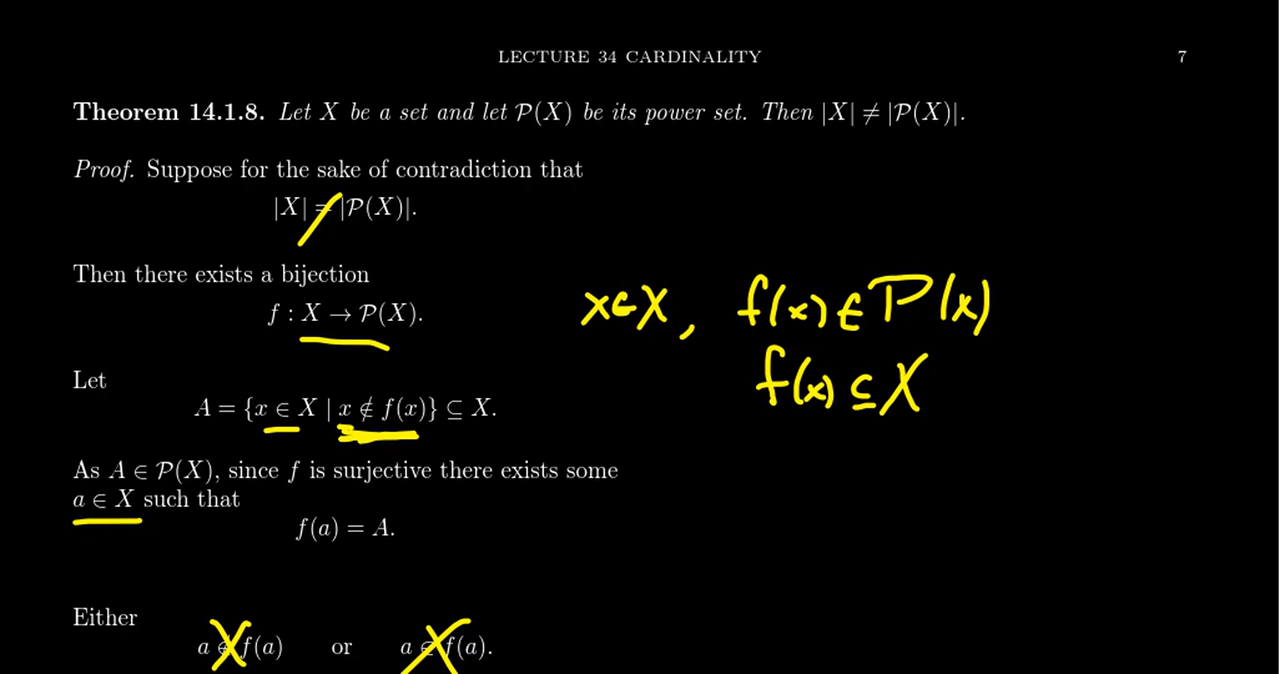 LECTURE 34 CARDINALITY 7
Theorem 14.1.8. Let X be a set and let P(X) be its power set. Then |X| ≠ |P(X)|.
Proof. Suppose for the sake of contradiction that
|X| = |P(X)|.
Then there exists a bijection
f : X → P(X).
x∈X, f(x)∈P(X)
f(x)⊆X
Let
A = {x ∈ X | x ∉ f(x)} ⊆ X.
As A ∈ P(X), since f is surjective there exists some
a ∈ X such that
f(a) = A.
Either
a f(a) or a f(a).